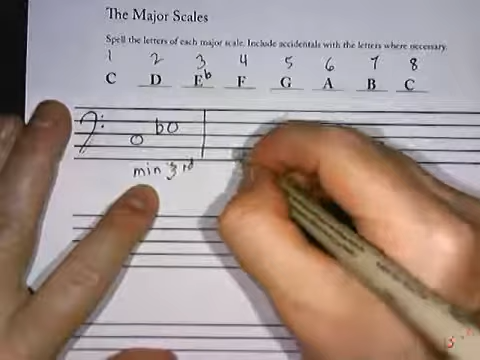 The Major Scales
Spell the letters of each major scale. Include accidentals with the letters where necessary.
1 2 3 4 5 6 7 8
C D E♭ F G A B C
min 3rd